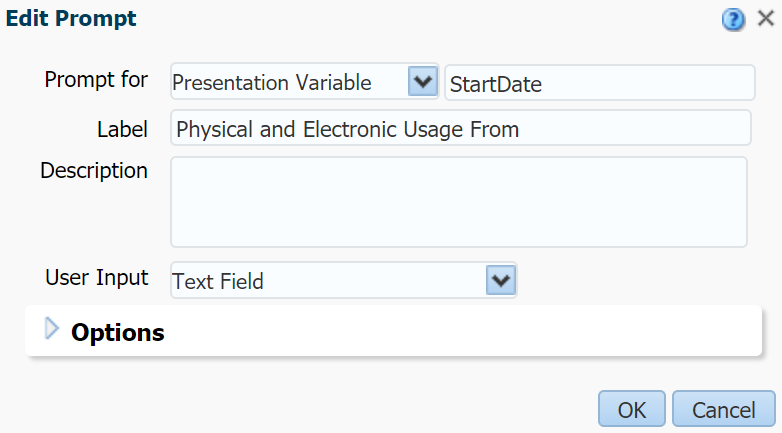 Edit Prompt ?
Prompt for Presentation Variable StartDate
Label Physical and Electronic Usage From
Description
User Input Text Field
Options
OK Cancel